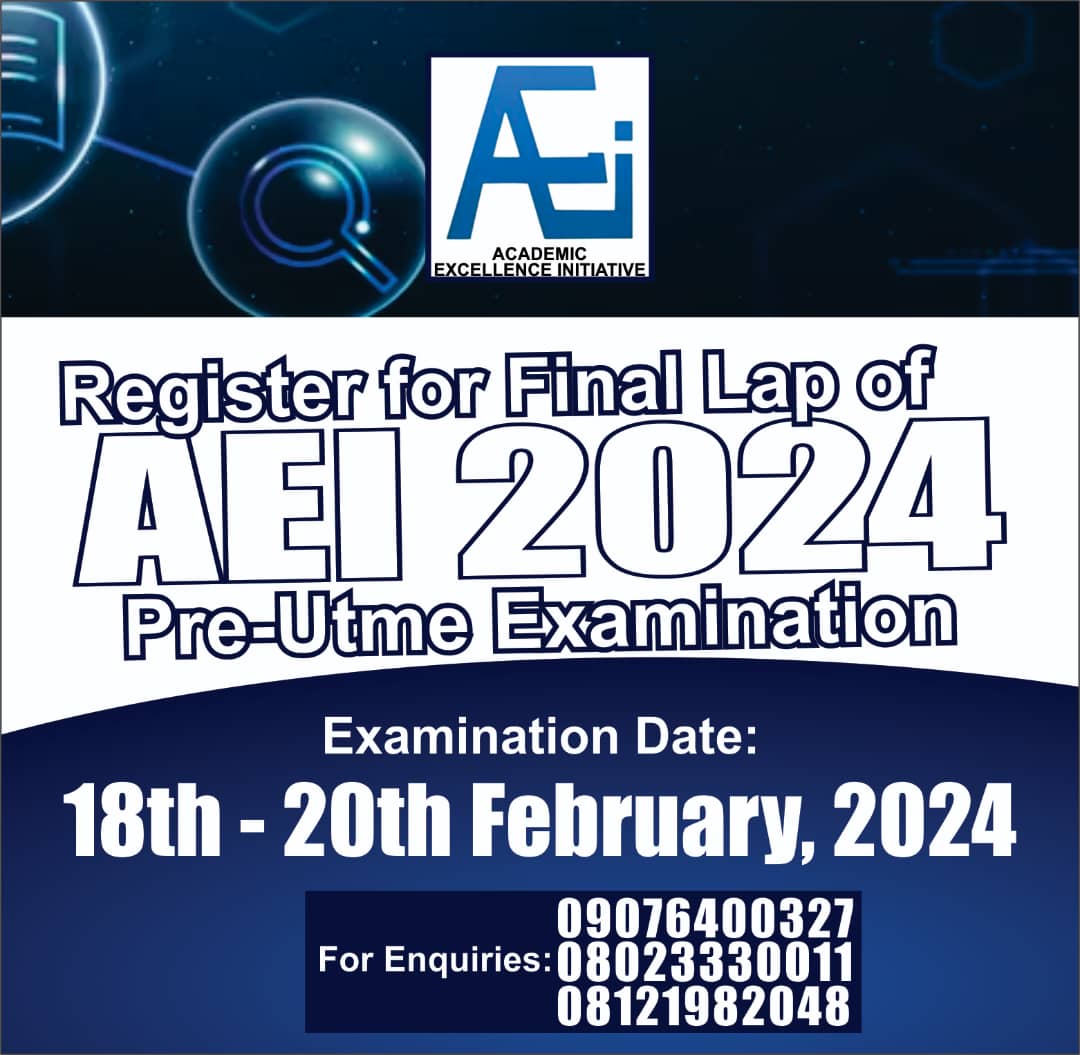 AEi
ACADEMIC
EXCELLENCE INITIATIVE
Register for Final Lap of
AEI 2024
Pre-Utme Examination
Examination Date:
18th - 20th February, 2024
For Enquiries:
09076400327
08023330011
08121982048